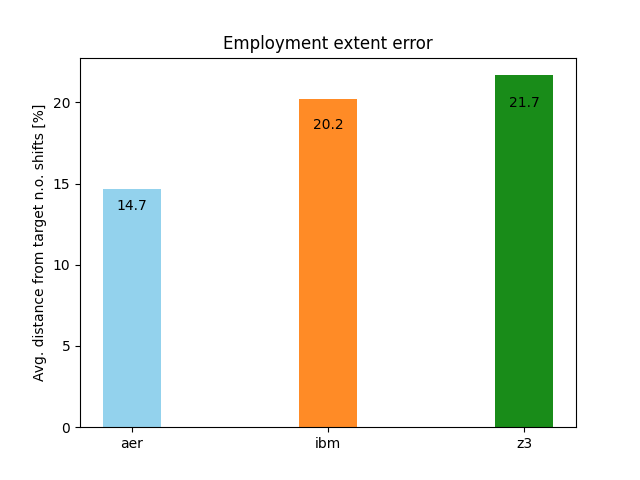 Employment extent error
Avg. distance from target n.o. shifts [%]
20
15
10
5
0
14.7
20.2
21.7
aer
ibm
z3